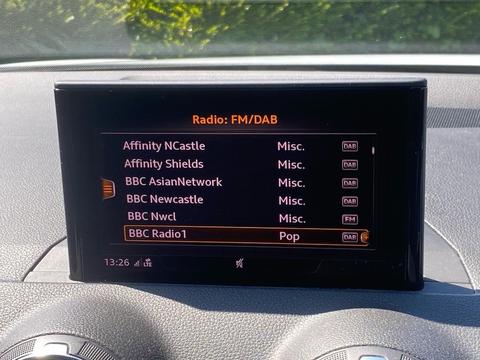 Radio: FM/DAB
Affinity NCastle Misc. DAB
Affinity Shields Misc. DAB
BBC AsianNetwork Misc. DAB
BBC Newcastle Misc. DAB
BBC Nwcl Misc. FM
BBC Radio1 Pop DAB
13:26 LTE